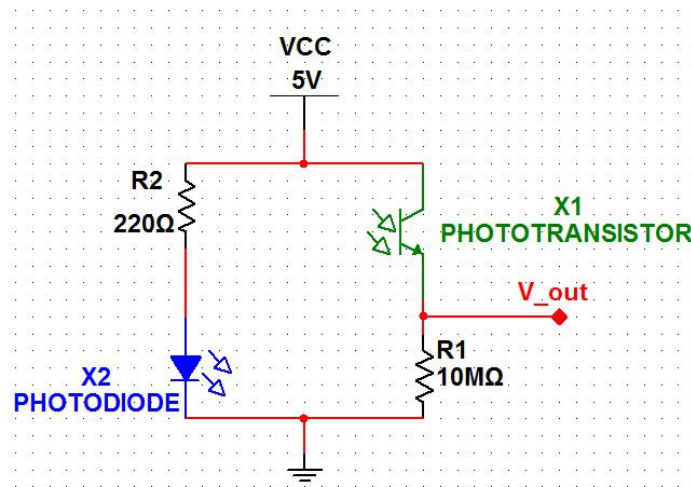 VCC
5V
R2
220Ω
X1
PHOTOTRANSISTOR
V_out
R1
10MΩ
X2
PHOTODIODE